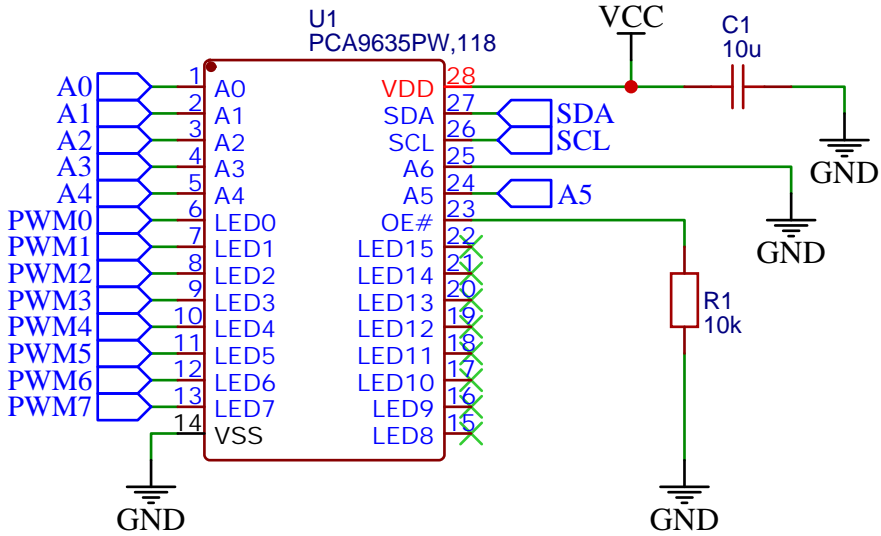 U1
PCA9635PW,118
VCC
C1
10u
A0 1 A0 VDD 28
A1 2 A1 SDA 27 SDA
A2 3 A2 SCL 26 SCL
A3 4 A3 A6 25
A4 5 A4 A5 24 A5
PWM0 6 LED0 OE# 23
PWM1 7 LED1 LED15 22
PWM2 8 LED2 LED14 21
PWM3 9 LED3 LED13 20
PWM4 10 LED4 LED12 19
PWM5 11 LED5 LED11 18
PWM6 12 LED6 LED10 17
PWM7 13 LED7 LED9 16
14 VSS LED8 15
GND
GND
R1
10k
GND
GND